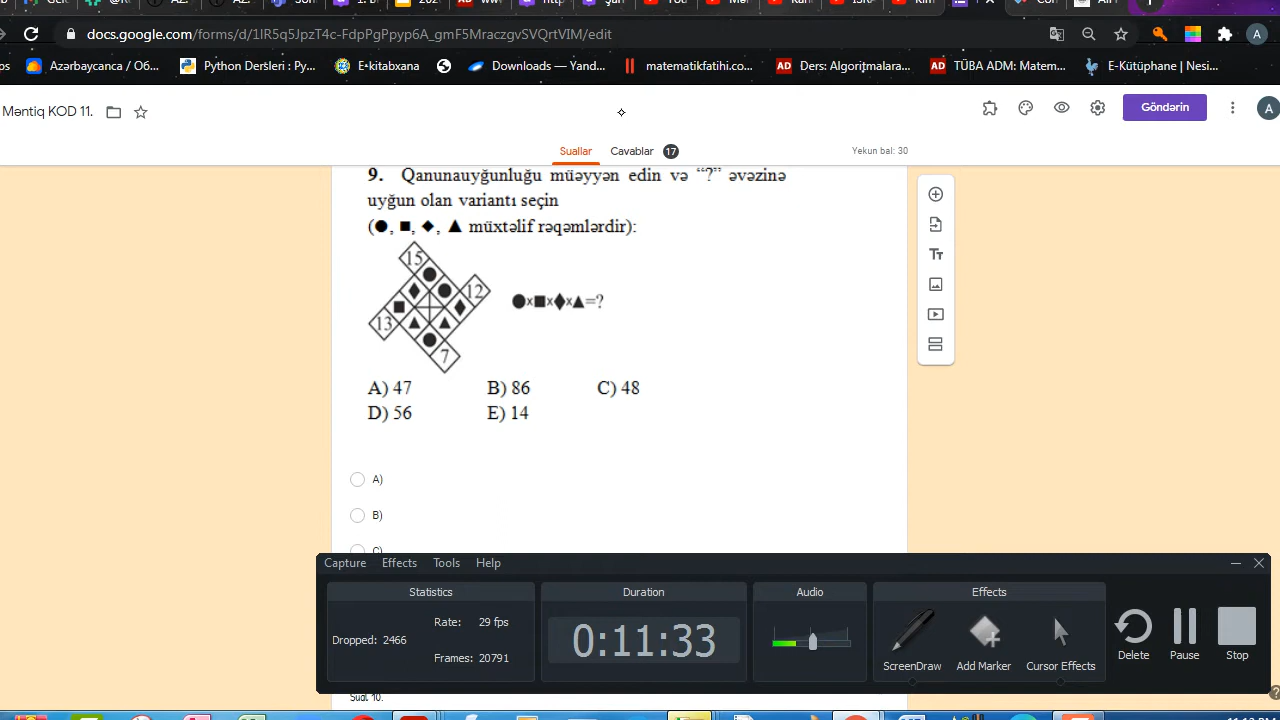 docs.google.com/forms/d/1lR5q5JpzT4c-FdpPgPpyp6A_gmF5MraczgvSVQrtVIM/edit
A
Azərbaycanca / Об...
Python Dersleri : Py...
E•kitabxana
Downloads — Yand...
matematikfatihi.co...
Ders: Algoritmalara...
TÜBA ADM: Matem...
E-Kütüphane | Nesi...
Məntiq KOD 11.
Göndərin
A
Suallar
Cavablar 17
Yekun bal: 30
9. Qanunauyğunluğu müəyyən edin və “?” əvəzinə
uyğun olan variantı seçin
(●, ■, ◆, ▲ müxtəlif rəqəmlərdir):
15
12
●x■x◆x▲=?
13
7
A) 47 B) 86 C) 48
D) 56 E) 14
A)
B)
C)
Capture Effects Tools Help
Statistics Duration Audio Effects
Rate: 29 fps
Dropped: 2466
Frames: 20791
0:11:33
ScreenDraw Add Marker Cursor Effects
Delete Pause Stop
Sual 10.